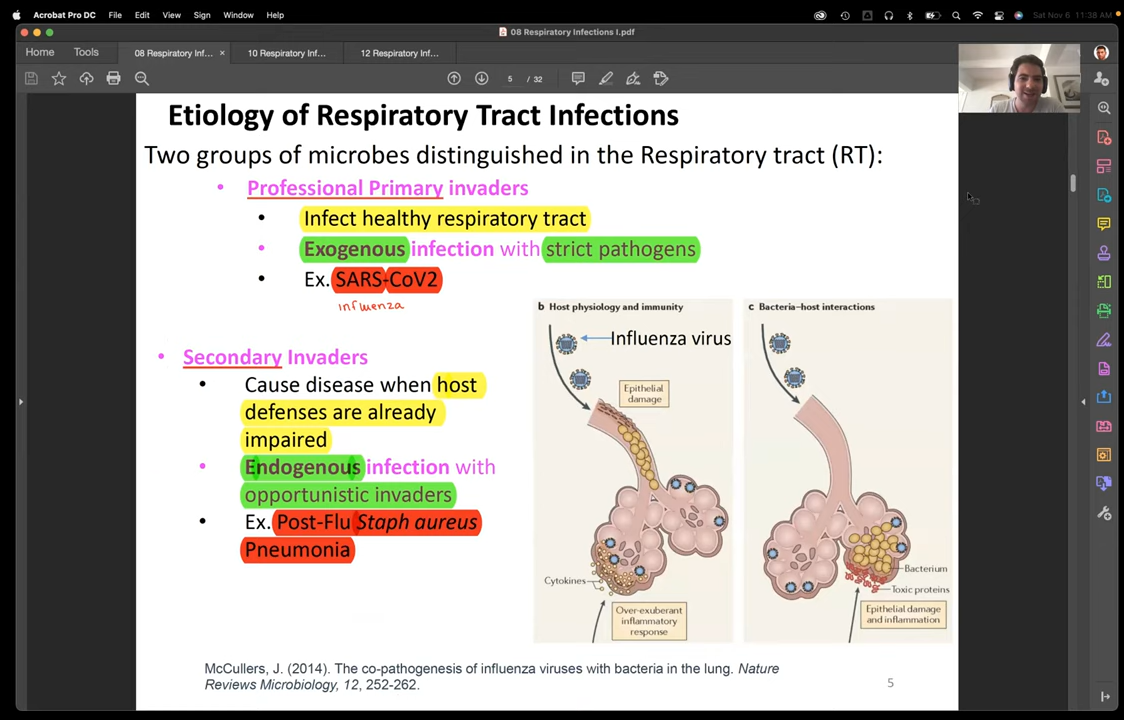 Acrobat Pro DC File Edit View Sign Window Help Sat Nov 6 11:38 AM
08 Respiratory Infections I.pdf
Home Tools 08 Respiratory Inf... × 10 Respiratory Inf... 12 Respiratory Inf...
5 / 32
Etiology of Respiratory Tract Infections
Two groups of microbes distinguished in the Respiratory tract (RT):
• Professional Primary invaders
• Infect healthy respiratory tract
• Exogenous infection with strict pathogens
• Ex. SARS-CoV2
influenza
• Secondary Invaders
• Cause disease when host
defenses are already
impaired
• Endogenous infection with
opportunistic invaders
• Ex. Post-Flu Staph aureus
Pneumonia
b Host physiology and immunity
Influenza virus
Epithelial
damage
Cytokines
Over-exuberant
inflammatory
response
c Bacteria–host interactions
Bacterium
Toxic proteins
Epithelial damage
and inflammation
McCullers, J. (2014). The co-pathogenesis of influenza viruses with bacteria in the lung. Nature
Reviews Microbiology, 12, 252-262.
5